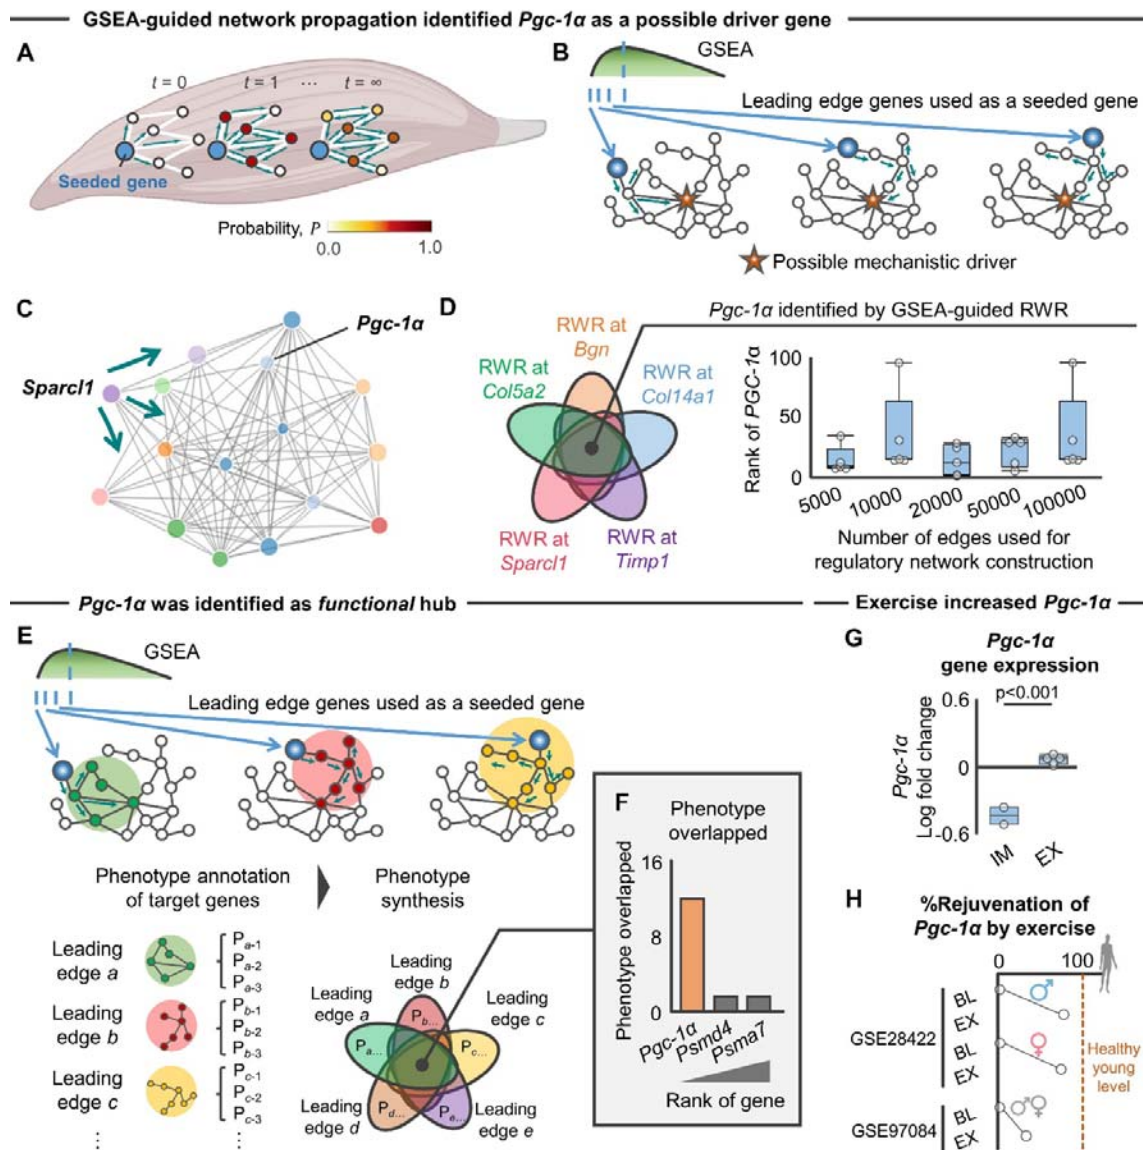 GSEA-guided network propagation identified Pgc-1α as a possible driver gene
A
t = 0
t = 1
...
t = ∞
Seeded gene
Probability, P
0.0
1.0
B
GSEA
Leading edge genes used as a seeded gene
Possible mechanistic driver
C
Pgc-1α
Sparcl1
D
Pgc-1α identified by GSEA-guided RWR
RWR at
Bgn
RWR at
Col5a2
RWR at
Col14a1
RWR at
Sparcl1
RWR at
Timp1
Rank of PGC-1α
100
50
0
5000
10000
20000
50000
100000
Number of edges used for
regulatory network construction
Pgc-1α was identified as functional hub
E
GSEA
Leading edge genes used as a seeded gene
Phenotype annotation
of target genes
Phenotype
synthesis
Leading
edge a
Pa-1
Pa-2
Pa-3
Leading
edge b
Pb-1
Pb-2
Pb-3
Leading
edge c
Pc-1
Pc-2
Pc-3
Leading
edge b
Leading
edge a
Leading
edge c
Pb...
Pa...
Pc...
Pd...
Pe...
Leading
edge d
Leading
edge e
F
Phenotype
overlapped
Phenotype overlapped
16
8
0
Pgc-1α
Psmd4
Psma7
Rank of gene
Exercise increased Pgc-1α
G
Pgc-1α
gene expression
p<0.001
0.6
0
-0.6
Pgc-1α
Log fold change
IM
EX
H
%Rejuvenation of
Pgc-1α by exercise
0
100
GSE28422
BL
EX
♂
BL
EX
♀
GSE97084
BL
EX
♂♀
Healthy
young
level